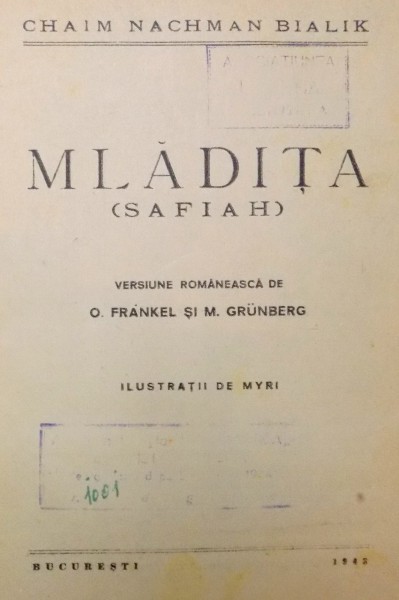 CHAIM NACHMAN BIALIK
MLĂDIȚA
(SAFIAH)
VERSIUNE ROMÂNEASCĂ DE
O. FRÄNKEL ȘI M. GRÜNBERG
ILUSTRAȚII DE MYRI
1001
BUCUREȘTI